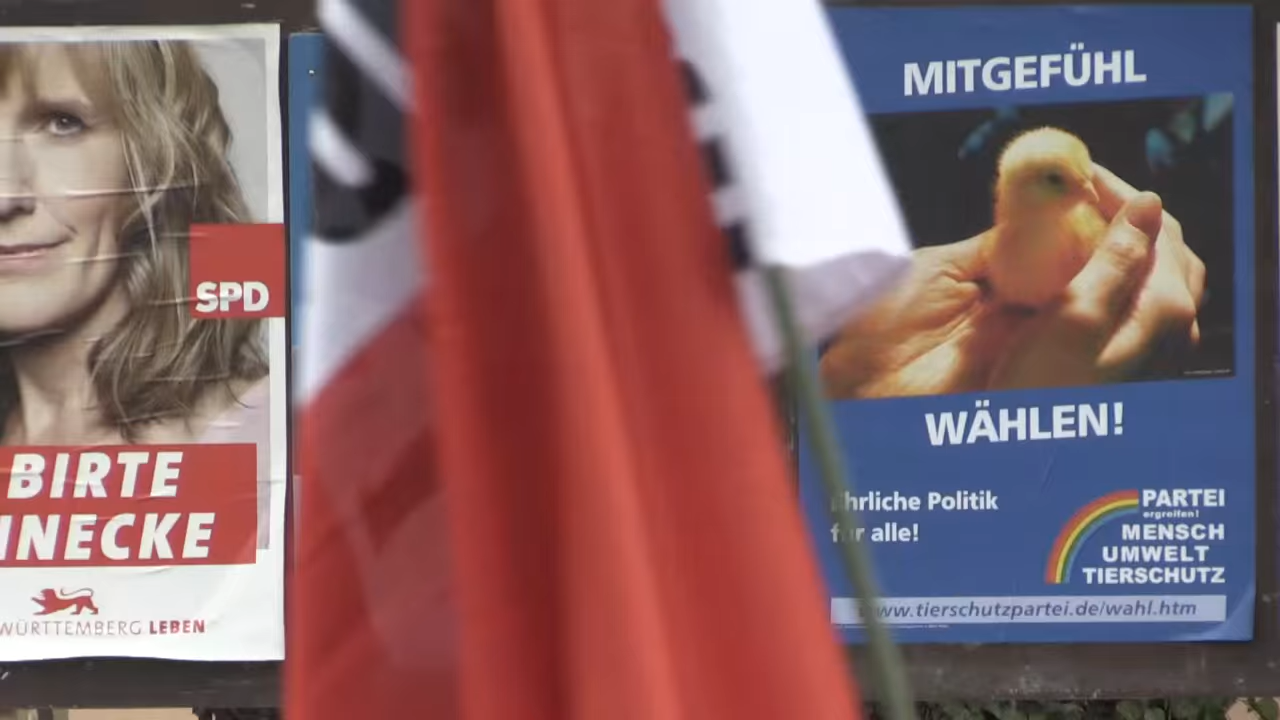 SPD
BIRTE
INECKE
WÜRTTEMBERG LEBEN
MITGEFÜHL
WÄHLEN!
hrliche Politik
für alle!
PARTEI
ergreifen!
MENSCH
UMWELT
TIERSCHUTZ
www.tierschutzpartei.de/wahl.htm